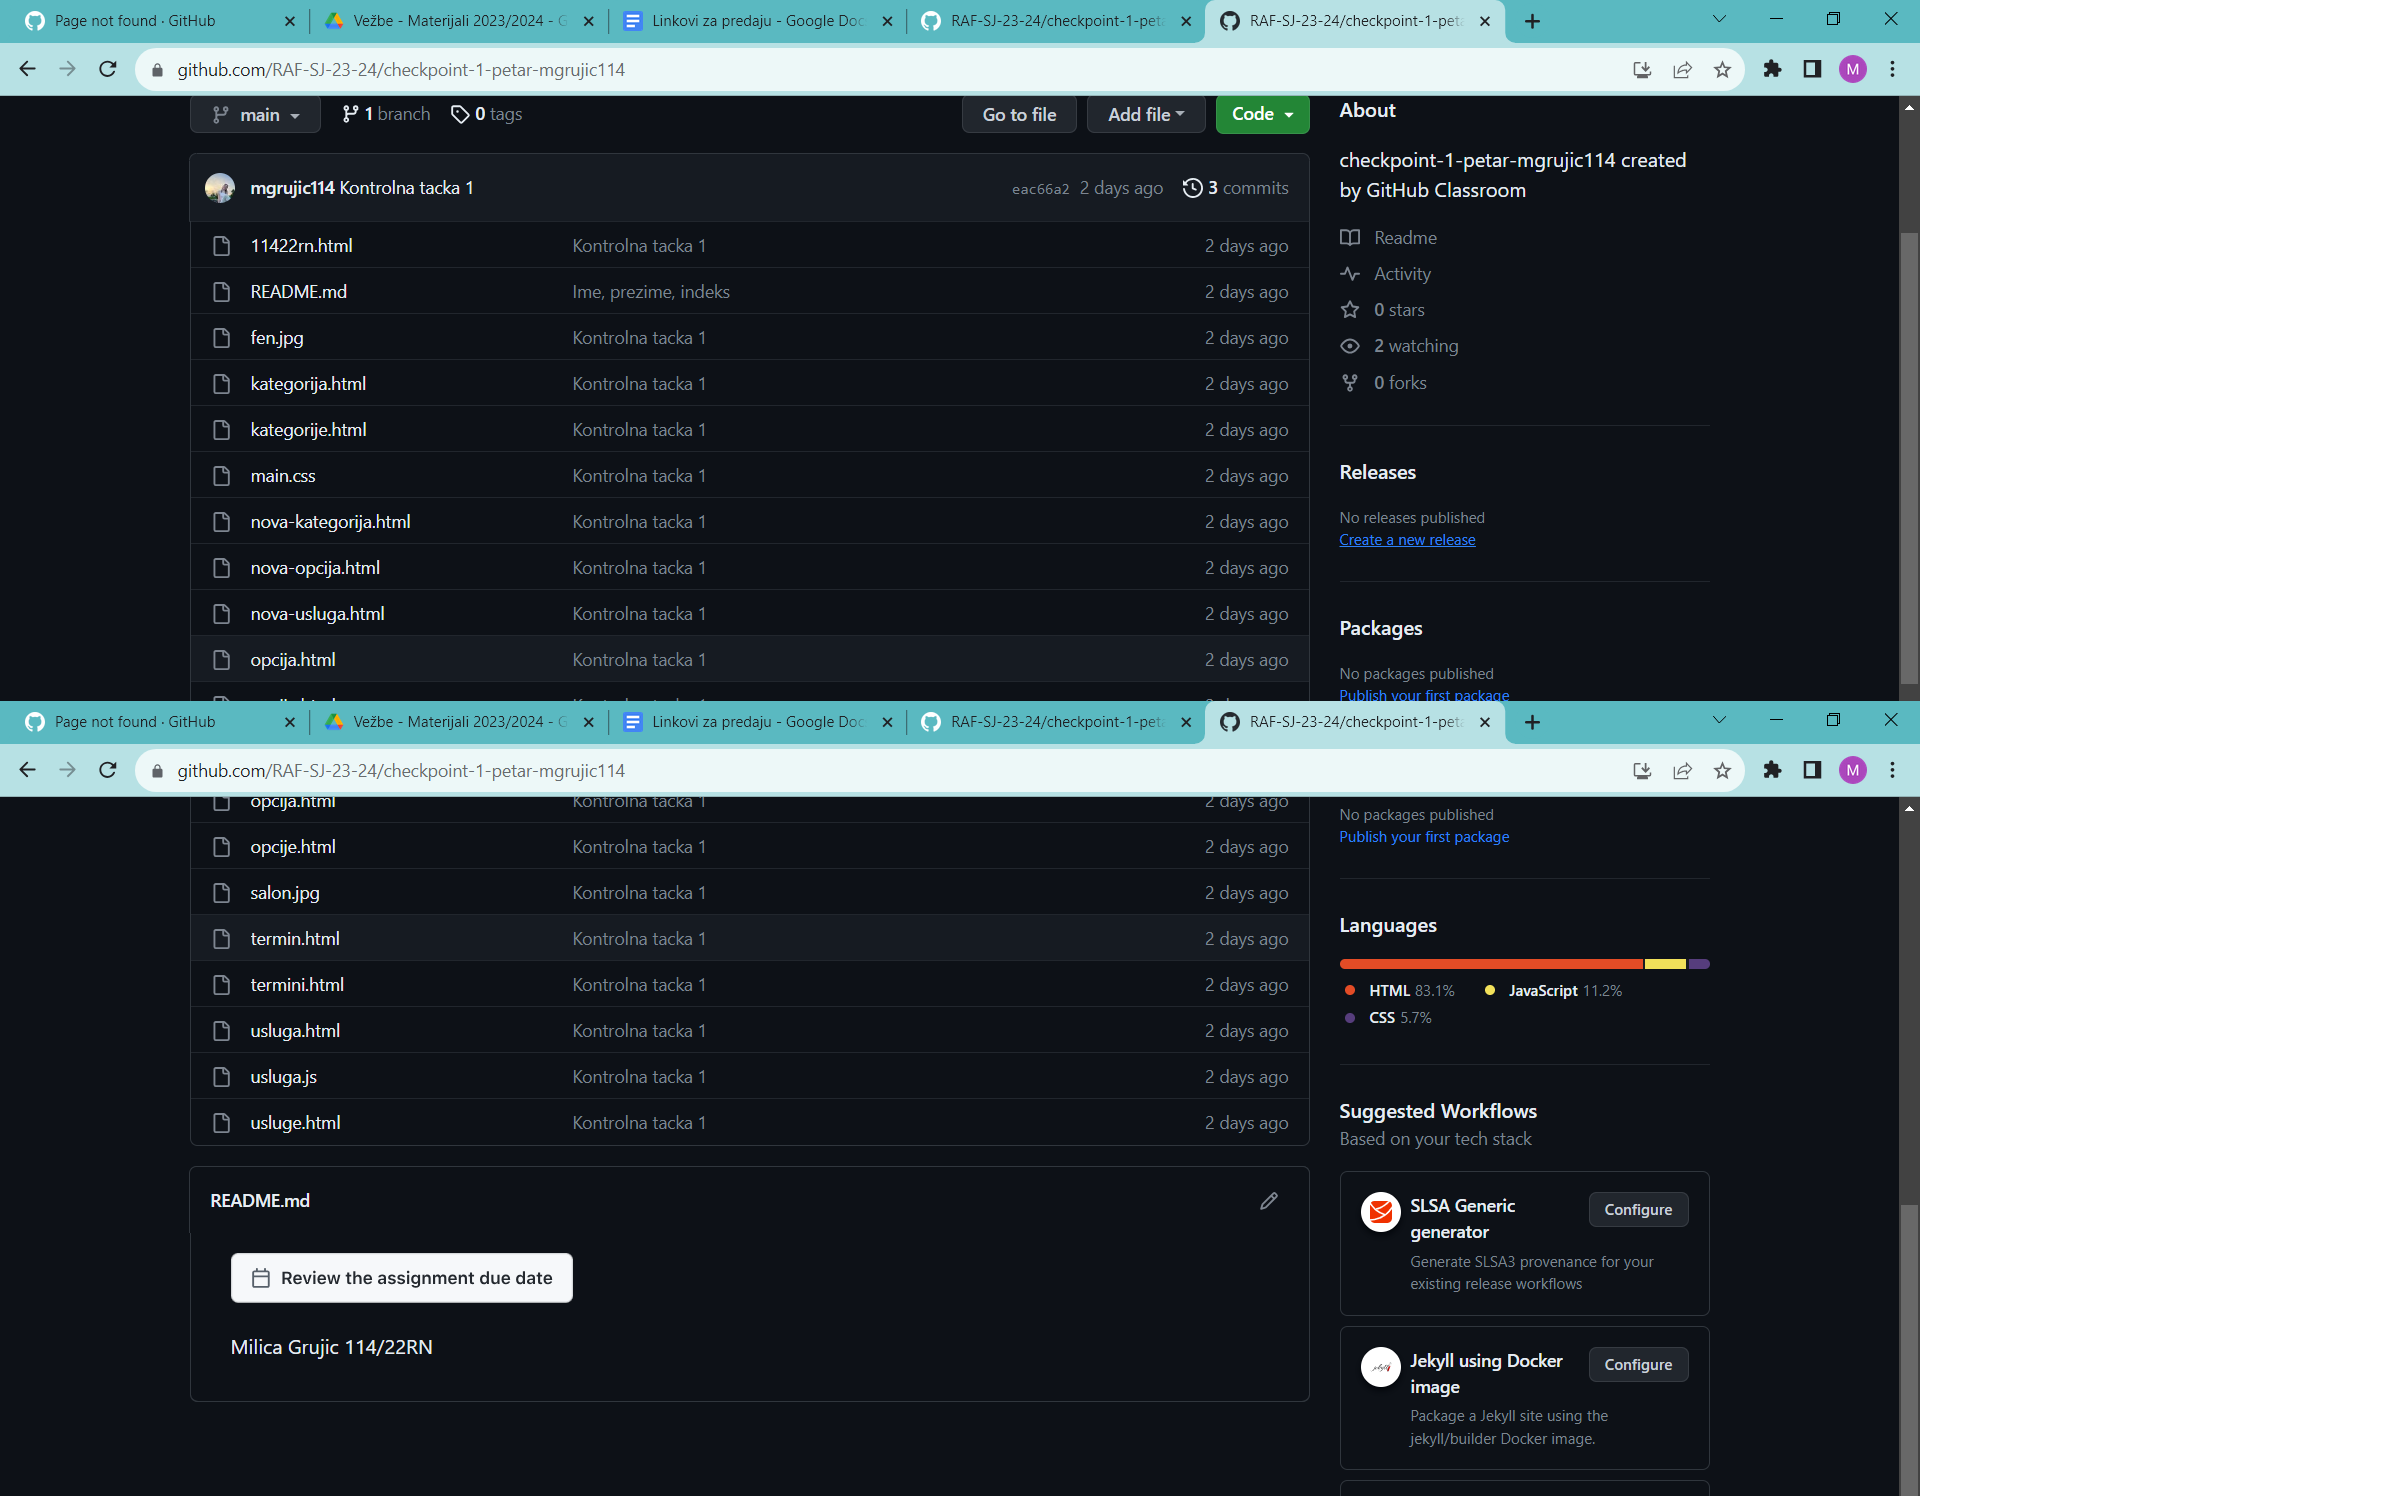 Page not found · GitHub
Vežbe - Materijali 2023/2024 - G
Linkovi za predaju - Google Doc
RAF-SJ-23-24/checkpoint-1-peta
RAF-SJ-23-24/checkpoint-1-peta
github.com/RAF-SJ-23-24/checkpoint-1-petar-mgrujic114
M
main
1 branch
0 tags
Go to file
Add file
Code
mgrujic114 Kontrolna tacka 1
eac66a2 2 days ago
3 commits
11422rn.html Kontrolna tacka 1 2 days ago
README.md Ime, prezime, indeks 2 days ago
fen.jpg Kontrolna tacka 1 2 days ago
kategorija.html Kontrolna tacka 1 2 days ago
kategorije.html Kontrolna tacka 1 2 days ago
main.css Kontrolna tacka 1 2 days ago
nova-kategorija.html Kontrolna tacka 1 2 days ago
nova-opcija.html Kontrolna tacka 1 2 days ago
nova-usluga.html Kontrolna tacka 1 2 days ago
opcija.html Kontrolna tacka 1 2 days ago
About
checkpoint-1-petar-mgrujic114 created
by GitHub Classroom
Readme
Activity
0 stars
2 watching
0 forks
Releases
No releases published
Create a new release
Packages
No packages published
Publish your first package
Page not found · GitHub
Vežbe - Materijali 2023/2024 - G
Linkovi za predaju - Google Doc
RAF-SJ-23-24/checkpoint-1-peta
RAF-SJ-23-24/checkpoint-1-peta
github.com/RAF-SJ-23-24/checkpoint-1-petar-mgrujic114
M
opcija.html Kontrolna tacka 1 2 days ago
opcije.html Kontrolna tacka 1 2 days ago
salon.jpg Kontrolna tacka 1 2 days ago
termin.html Kontrolna tacka 1 2 days ago
termini.html Kontrolna tacka 1 2 days ago
usluga.html Kontrolna tacka 1 2 days ago
usluga.js Kontrolna tacka 1 2 days ago
usluge.html Kontrolna tacka 1 2 days ago
README.md
Review the assignment due date
Milica Grujic 114/22RN
No packages published
Publish your first package
Languages
HTML 83.1%
JavaScript 11.2%
CSS 5.7%
Suggested Workflows
Based on your tech stack
SLSA Generic
generator
Configure
Generate SLSA3 provenance for your
existing release workflows
Jekyll using Docker
image
Configure
Package a Jekyll site using the
jekyll/builder Docker image.